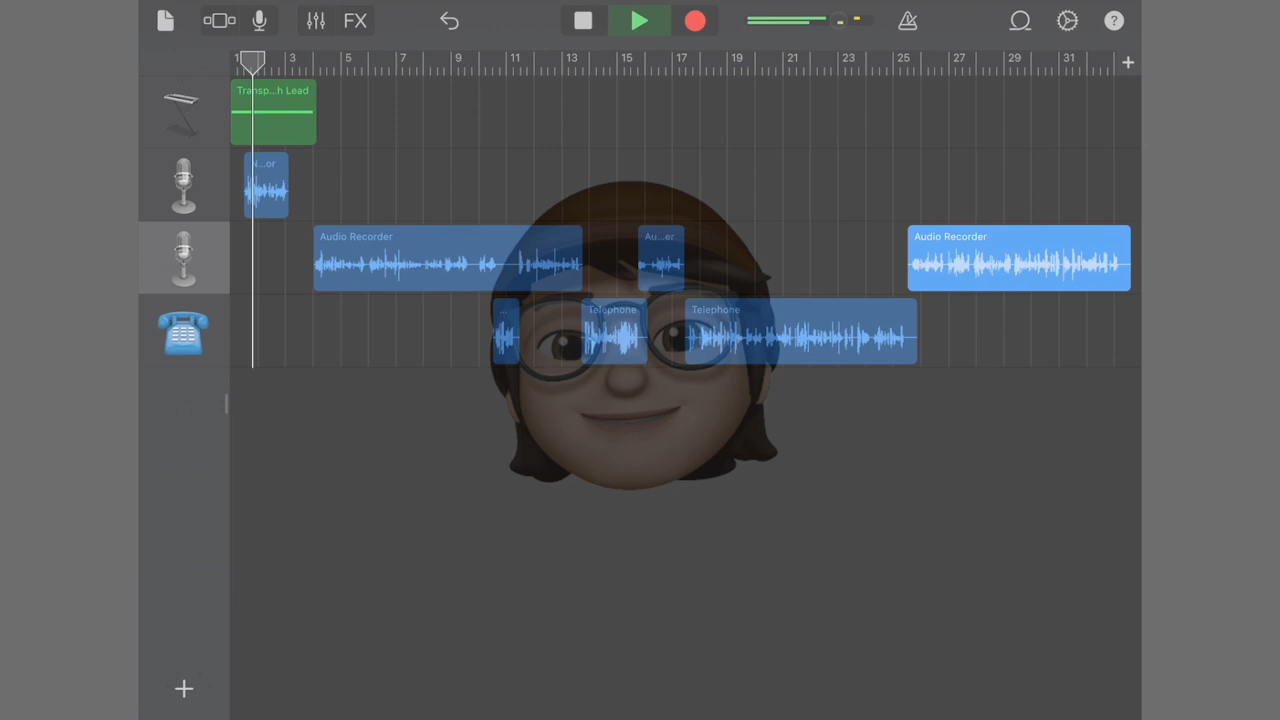 FX
?
1 3 5 7 9 11 13 15 17 19 21 23 25 27 29 31 +
Transp...h Lead
N...or
Audio Recorder Au...er Audio Recorder
... Telephone Telephone
+